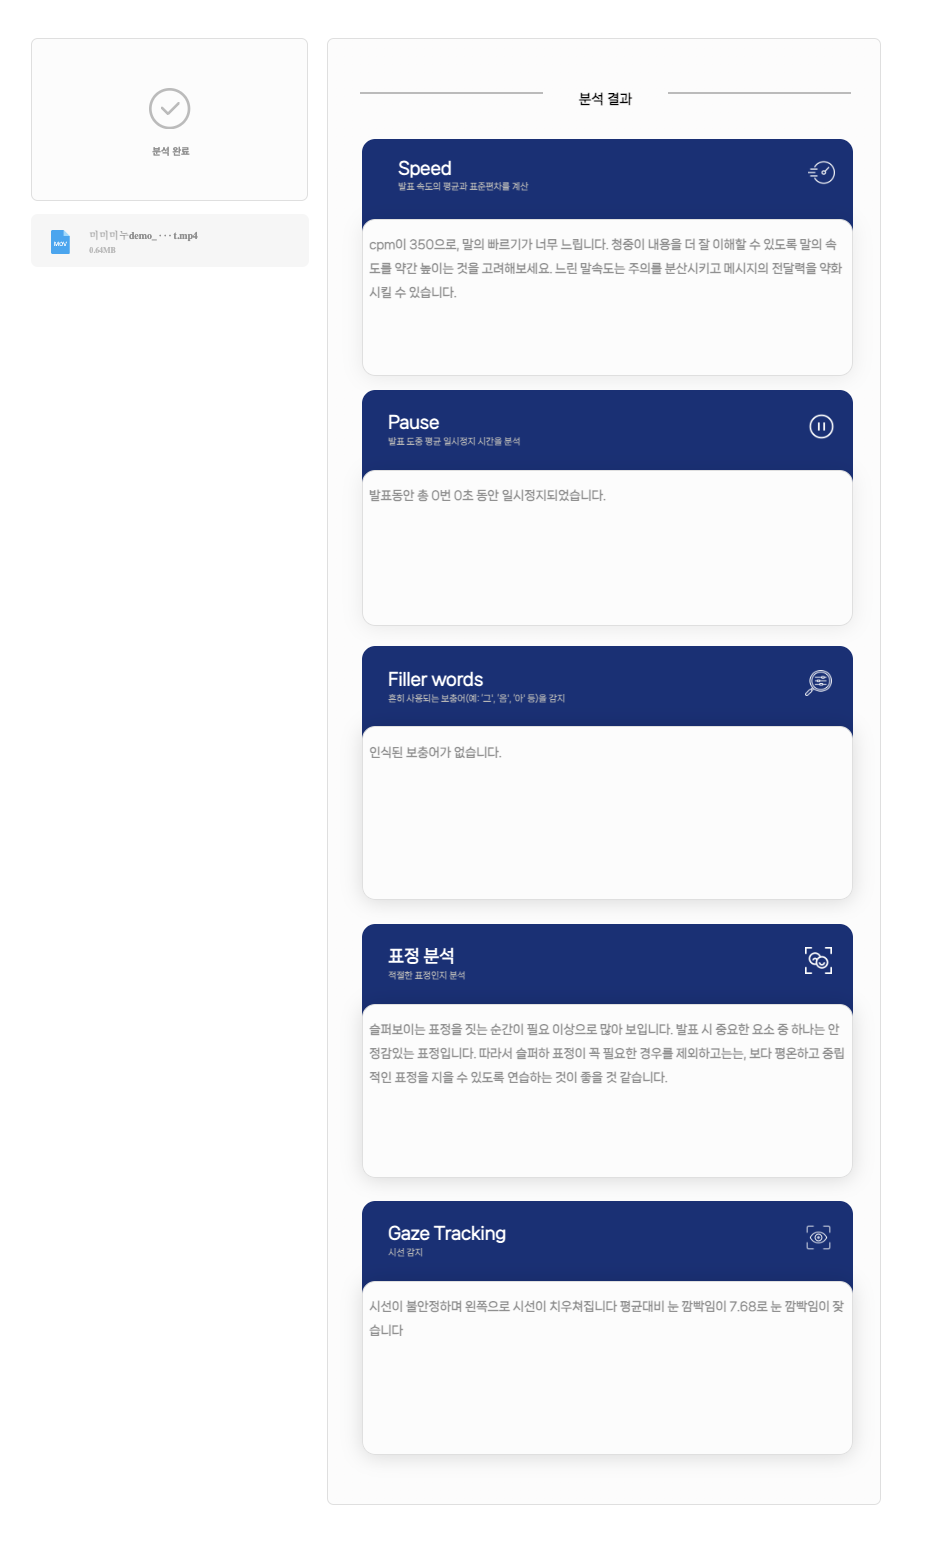 분석 완료
MOV
미미미누demo_ ··· t.mp4
0.64MB
분석 결과
Speed
발표 속도의 평균과 표준편차를 계산
cpm이 350으로, 말의 빠르기가 너무 느립니다. 청중이 내용을 더 잘 이해할 수 있도록 말의 속
도를 약간 높이는 것을 고려해보세요. 느린 말속도는 주의를 분산시키고 메시지의 전달력을 약화
시킬 수 있습니다.
Pause
발표 도중 평균 일시정지 시간을 분석
발표동안 총 0번 0초 동안 일시정지되었습니다.
Filler words
흔히 사용되는 보충어(예: '그', '음', '아' 등)을 감지
인식된 보충어가 없습니다.
표정 분석
적절한 표정인지 분석
슬퍼보이는 표정을 짓는 순간이 필요 이상으로 많아 보입니다. 발표 시 중요한 요소 중 하나는 안
정감있는 표정입니다. 따라서 슬퍼하 표정이 꼭 필요한 경우를 제외하고는는, 보다 평온하고 중립
적인 표정을 지을 수 있도록 연습하는 것이 좋을 것 같습니다.
Gaze Tracking
시선 감지
시선이 불안정하며 왼쪽으로 시선이 치우쳐집니다 평균대비 눈 깜빡임이 7.68로 눈 깜빡임이 잦
습니다